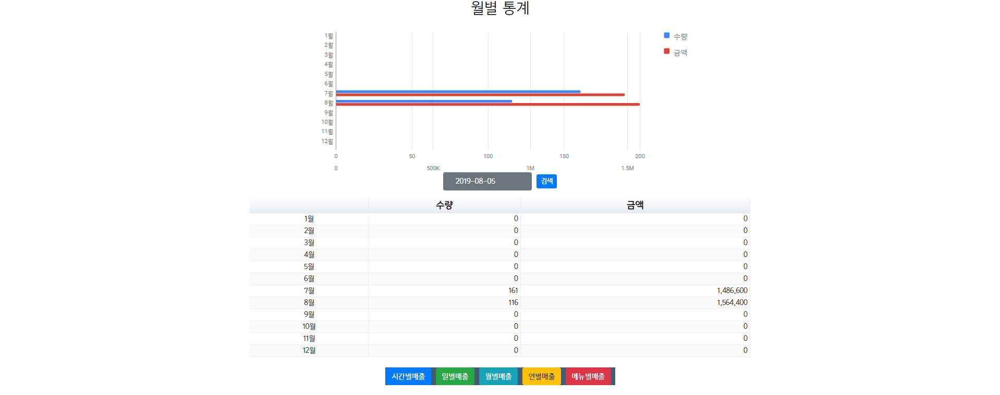 월별 통계
수량
금액
1월
2월
3월
4월
5월
6월
7월
8월
9월
10월
11월
12월
0 50 100 150 200
0 500K 1M 1.5M
2019-08-05 검색
수량 금액
1월 0 0
2월 0 0
3월 0 0
4월 0 0
5월 0 0
6월 0 0
7월 161 1,486,600
8월 116 1,564,400
9월 0 0
10월 0 0
11월 0 0
12월 0 0
시간별매출 일별매출 월별매출 연별매출 메뉴별매출